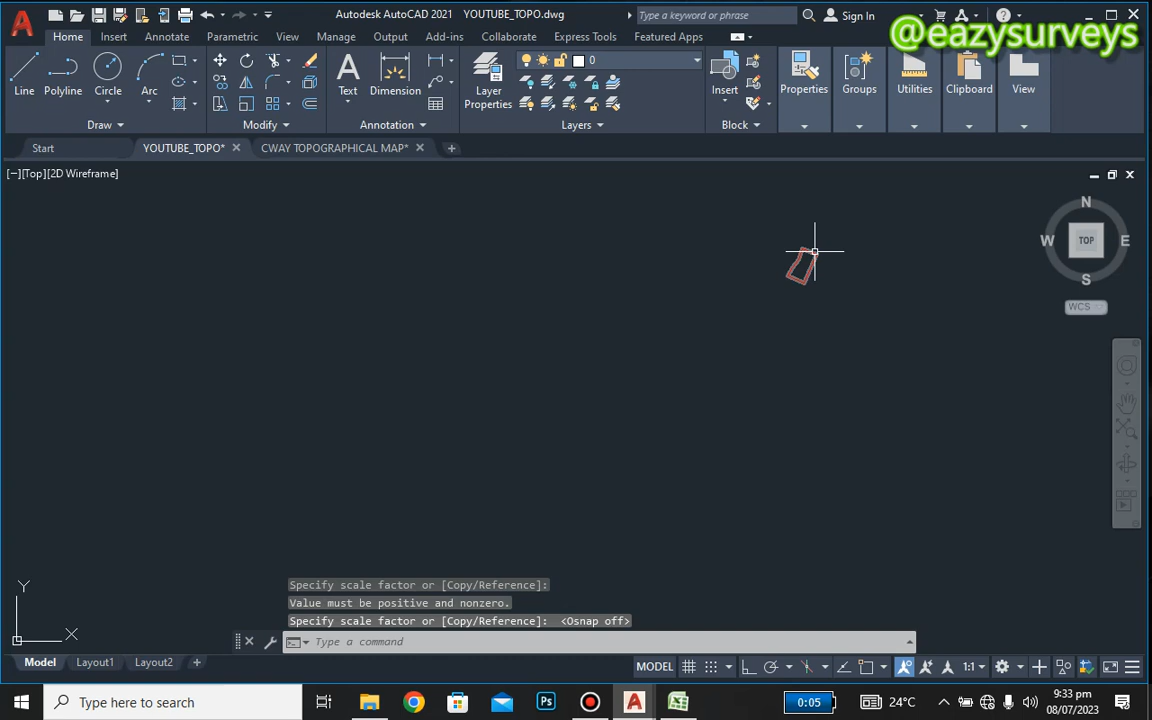 Autodesk AutoCAD 2021 YOUTUBE_TOPO.dwg
Type a keyword or phrase
Sign In
@eazysurveys
Home Insert Annotate Parametric View Manage Output Add-ins Collaborate Express Tools Featured Apps
Line Polyline Circle Arc
Text Dimension
Layer Properties
0
Insert
Properties Groups Utilities Clipboard View
Draw Modify Annotation Layers Block
Start YOUTUBE_TOPO* CWAY TOPOGRAPHICAL MAP*
[−][Top][2D Wireframe]
N
W TOP E
S
WCS
Y
X
Specify scale factor or [Copy/Reference]:
Value must be positive and nonzero.
Specify scale factor or [Copy/Reference]: <Osnap off>
Type a command
Model Layout1 Layout2 +
MODEL 1:1
Type here to search
Ps
0:05
24°C
9:33 pm
08/07/2023